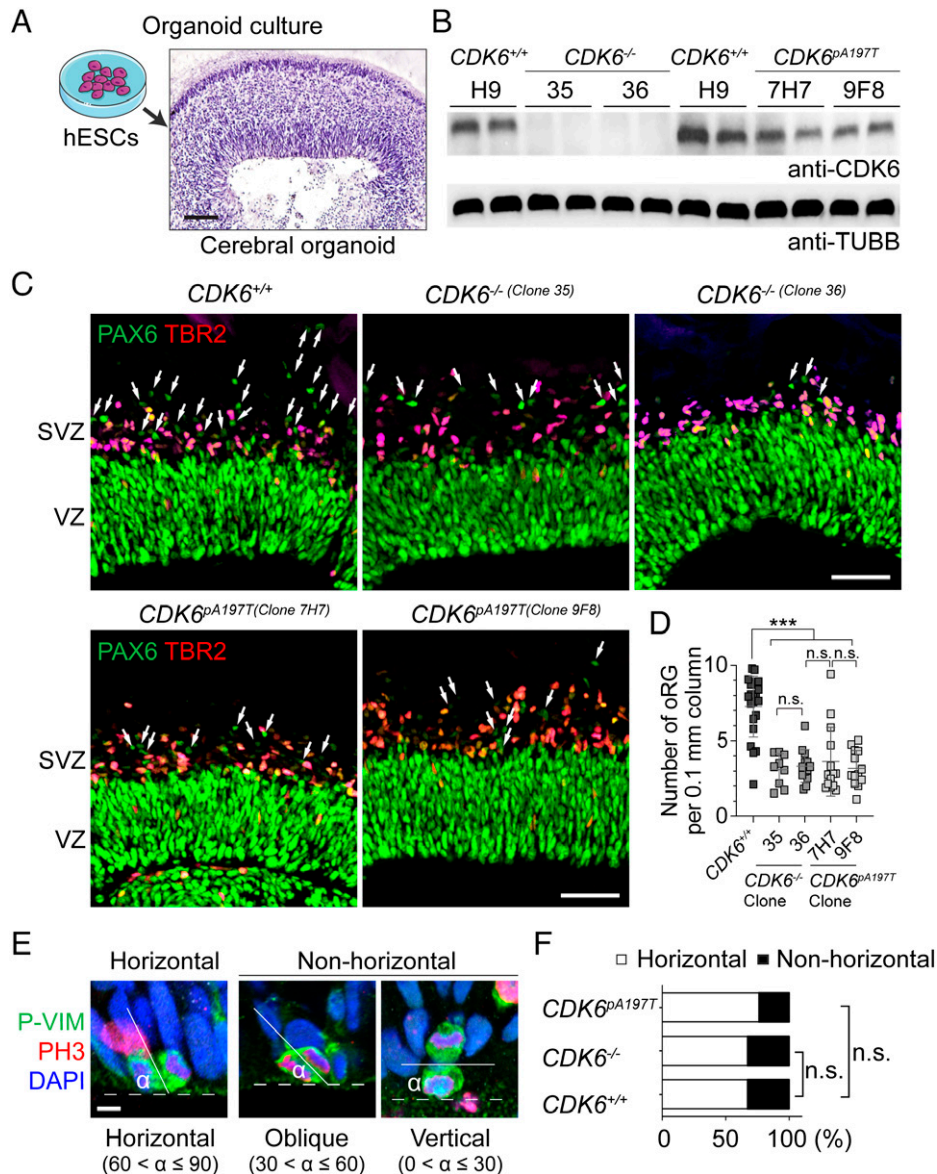 A
Organoid culture
hESCs
Cerebral organoid
B
CDK6+/+ CDK6-/- CDK6+/+ CDK6pA197T
H9 35 36 H9 7H7 9F8
anti-CDK6
anti-TUBB
C
CDK6+/+ CDK6-/- (Clone 35) CDK6-/- (Clone 36)
PAX6 TBR2
SVZ
VZ
CDK6pA197T(Clone 7H7) CDK6pA197T(Clone 9F8)
PAX6 TBR2
SVZ
VZ
D
***
n.s. n.s.
n.s.
Number of oRG
per 0.1 mm column
10
5
0
CDK6+/+ 35 36 7H7 9F8
CDK6-/- CDK6pA197T
Clone Clone
E
Horizontal Non-horizontal
P-VIM
PH3
DAPI
α α α
Horizontal Oblique Vertical
(60 < α ≤ 90) (30 < α ≤ 60) (0 < α ≤ 30)
F
Horizontal Non-horizontal
CDK6pA197T
CDK6-/-
CDK6+/+
n.s.
n.s.
0 50 100 (%)